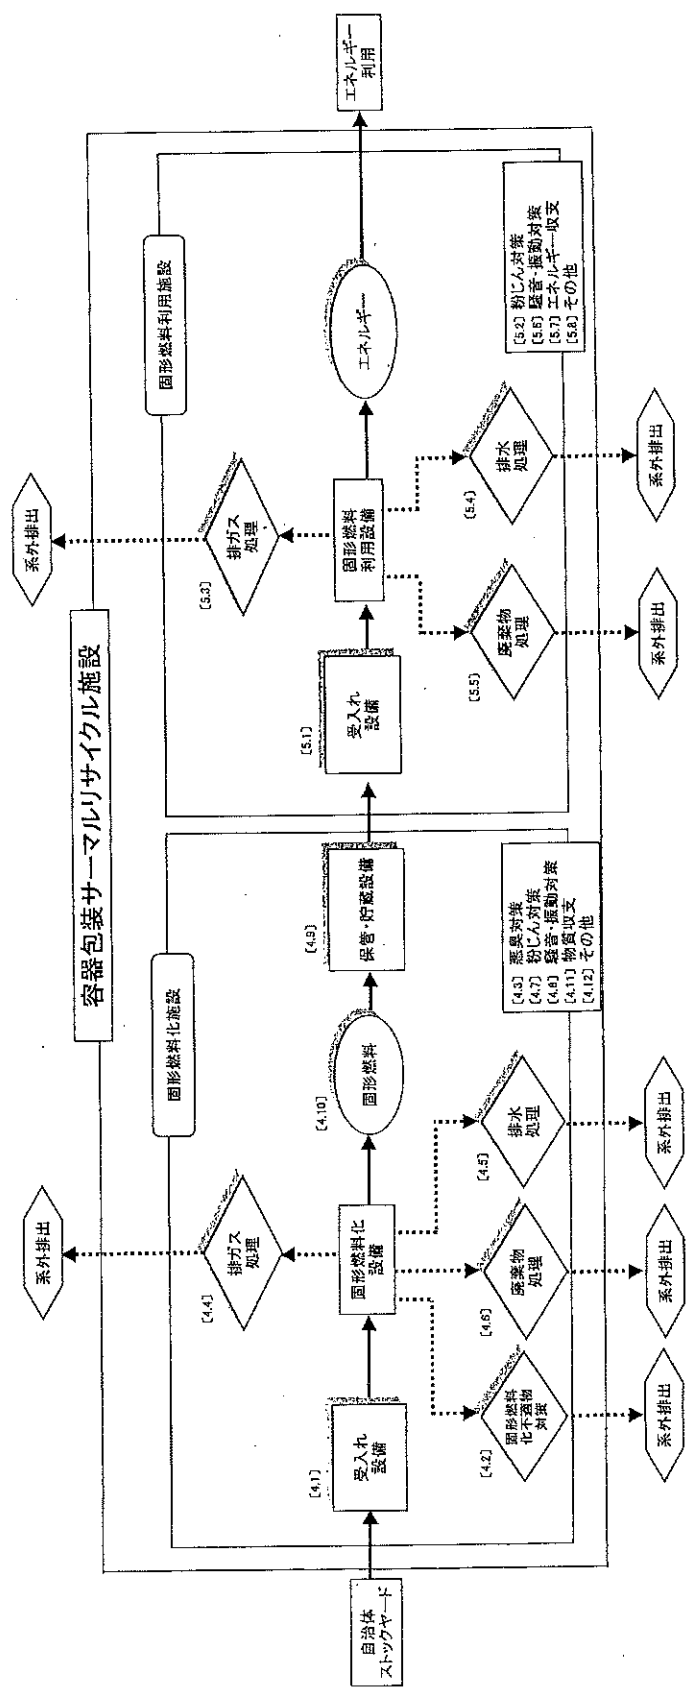 容器包装サーマルリサイクル施設
固形燃料化施設
固形燃料利用施設
系外排出
系外排出
[4.4]
排ガス
処理
[5.3]
排ガス
処理
自治体
ストックヤード
[4.1]
受入れ
設備
固形燃料化
設備
[4.10]
固形燃料
[4.9]
保管・貯蔵設備
[5.1]
受入れ
設備
固形燃料
利用設備
エネルギー
エネルギー
利用
[4.2]
固形燃料
化不適物
対策
[4.6]
廃棄物
処理
[4.5]
排水
処理
[4.3] 悪臭対策
[4.7] 粉じん対策
[4.8] 騒音・振動対策
[4.11] 物質収支
[4.12] その他
[5.5]
廃棄物
処理
[5.4]
排水
処理
[5.2] 粉じん対策
[5.6] 騒音・振動対策
[5.7] エネルギー収支
[5.8] その他
系外排出
系外排出
系外排出
系外排出
系外排出